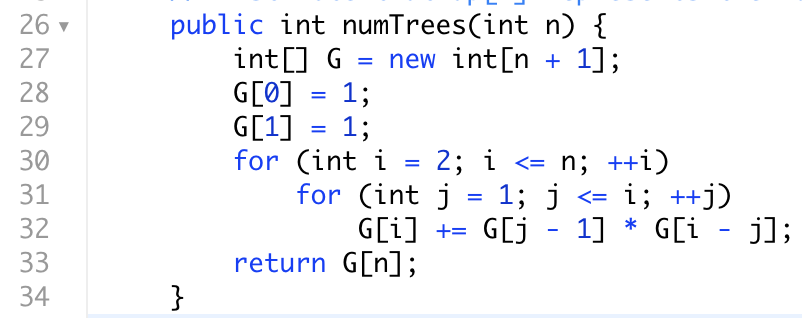 26 public int numTrees(int n) {
27 int[] G = new int[n + 1];
28 G[0] = 1;
29 G[1] = 1;
30 for (int i = 2; i <= n; ++i)
31 for (int j = 1; j <= i; ++j)
32 G[i] += G[j - 1] * G[i - j];
33 return G[n];
34 }